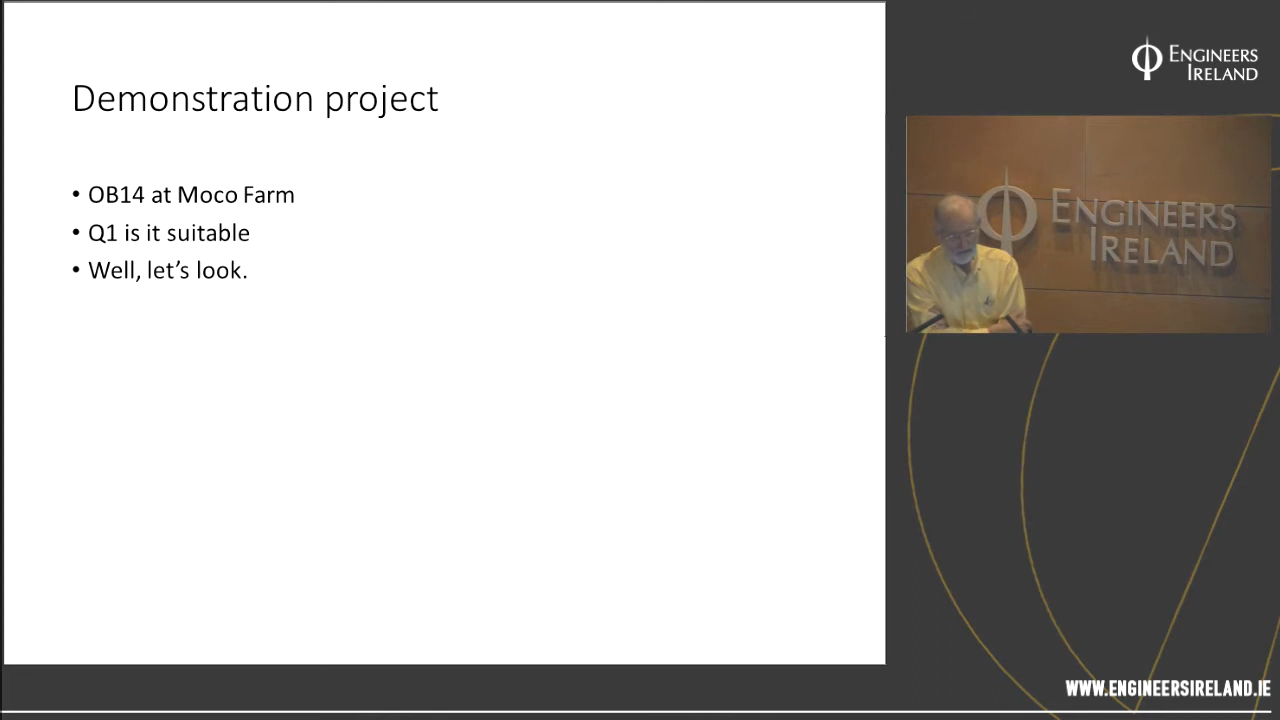 Demonstration project
• OB14 at Moco Farm
• Q1 is it suitable
• Well, let’s look.
ENGINEERS
IRELAND
ENGINEERS
IRELAND
WWW.ENGINEERSIRELAND.IE